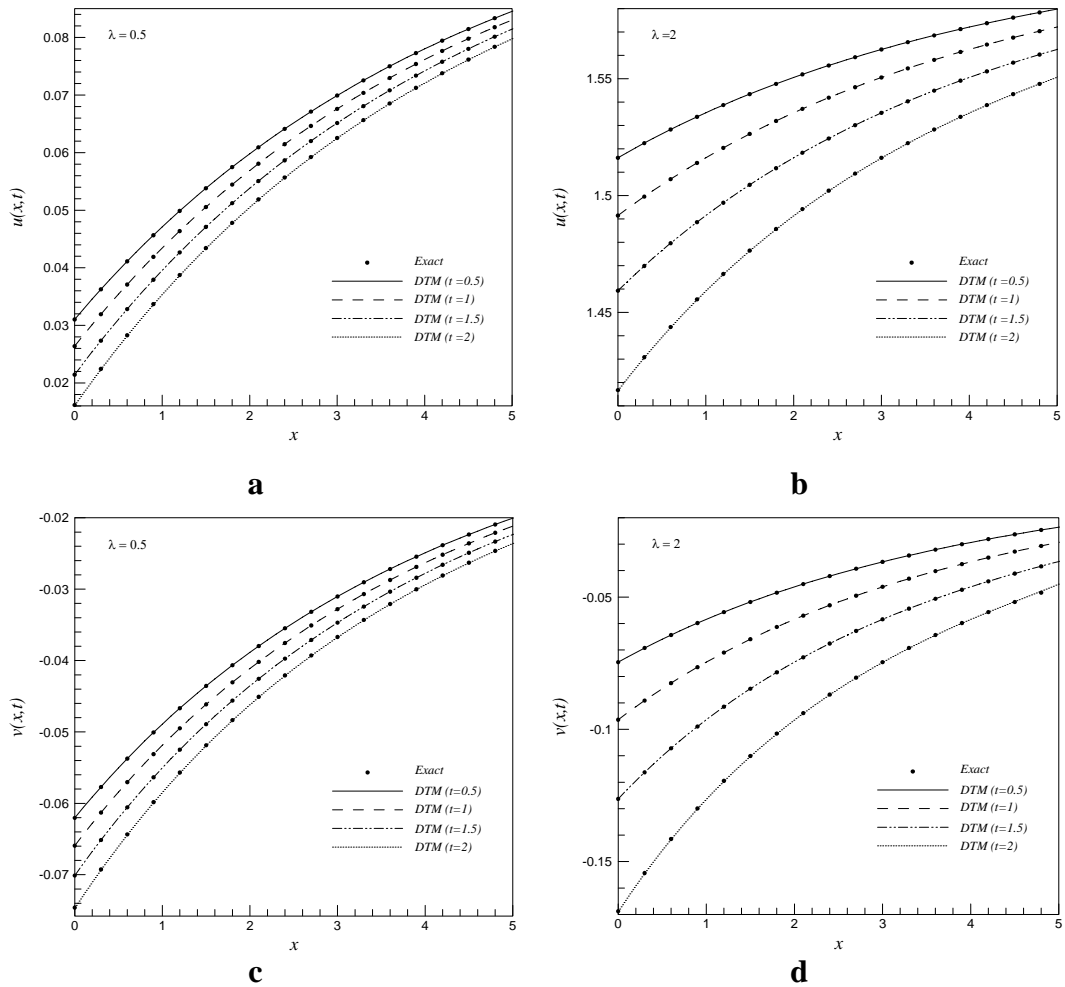 λ = 0.5
u(x,t)
0.08
0.07
0.06
0.05
0.04
0.03
0.02
0 1 2 3 4 5
x
Exact
DTM (t =0.5)
DTM (t =1)
DTM (t =1.5)
DTM (t =2)
a
λ =2
u(x,t)
1.55
1.5
1.45
0 1 2 3 4 5
x
Exact
DTM (t =0.5)
DTM (t =1)
DTM (t =1.5)
DTM (t =2)
b
λ = 0.5
v(x,t)
-0.02
-0.03
-0.04
-0.05
-0.06
-0.07
0 1 2 3 4 5
x
Exact
DTM (t=0.5)
DTM (t=1)
DTM (t=1.5)
DTM (t=2)
c
λ = 2
v(x,t)
-0.05
-0.1
-0.15
0 1 2 3 4 5
x
Exact
DTM (t=0.5)
DTM (t=1)
DTM (t=1.5)
DTM (t=2)
d